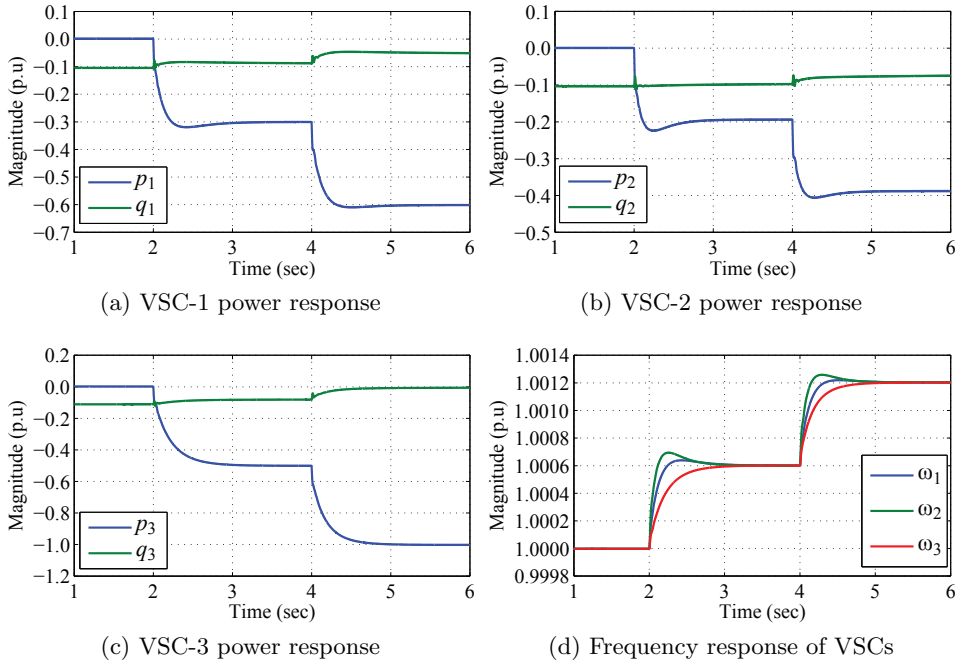 0.0
−0.1
−0.2
−0.3
−0.4
−0.5
−0.6
−0.7
Magnitude (p.u)
p1
q1
1 2 3 4 5 6
Time (sec)
(a) VSC-1 power response
0.0
−0.1
−0.2
−0.3
−0.4
−0.5
Magnitude (p.u)
p2
q2
1 2 3 4 5 6
Time (sec)
(b) VSC-2 power response
0.2
0.0
−0.2
−0.4
−0.6
−0.8
−1.0
−1.2
Magnitude (p.u)
p3
q3
1 2 3 4 5 6
Time (sec)
(c) VSC-3 power response
1.0014
1.0012
1.0010
1.0008
1.0006
1.0004
1.0002
1.0000
0.9998
Magnitude (p.u)
ω1
ω2
ω3
1 2 3 4 5 6
Time (sec)
(d) Frequency response of VSCs